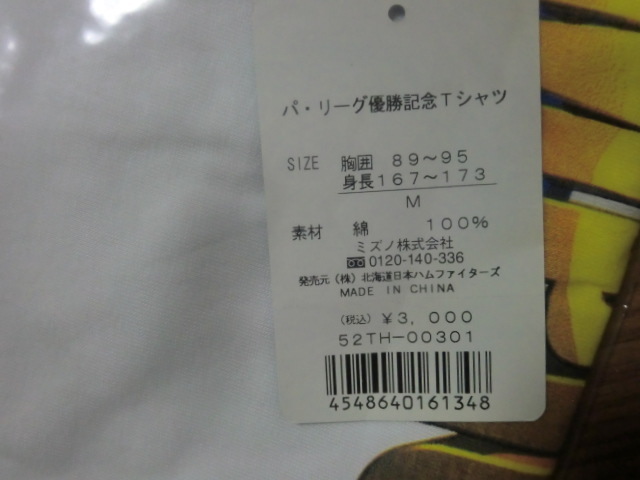 パ・リーグ優勝記念Tシャツ
SIZE 胸囲 89～95
身長167～173
M
素材 綿 100%
ミズノ株式会社
0120-140-336
発売元（株）北海道日本ハムファイターズ
MADE IN CHINA
（税込）¥3,000
52TH-00301
4548640161348